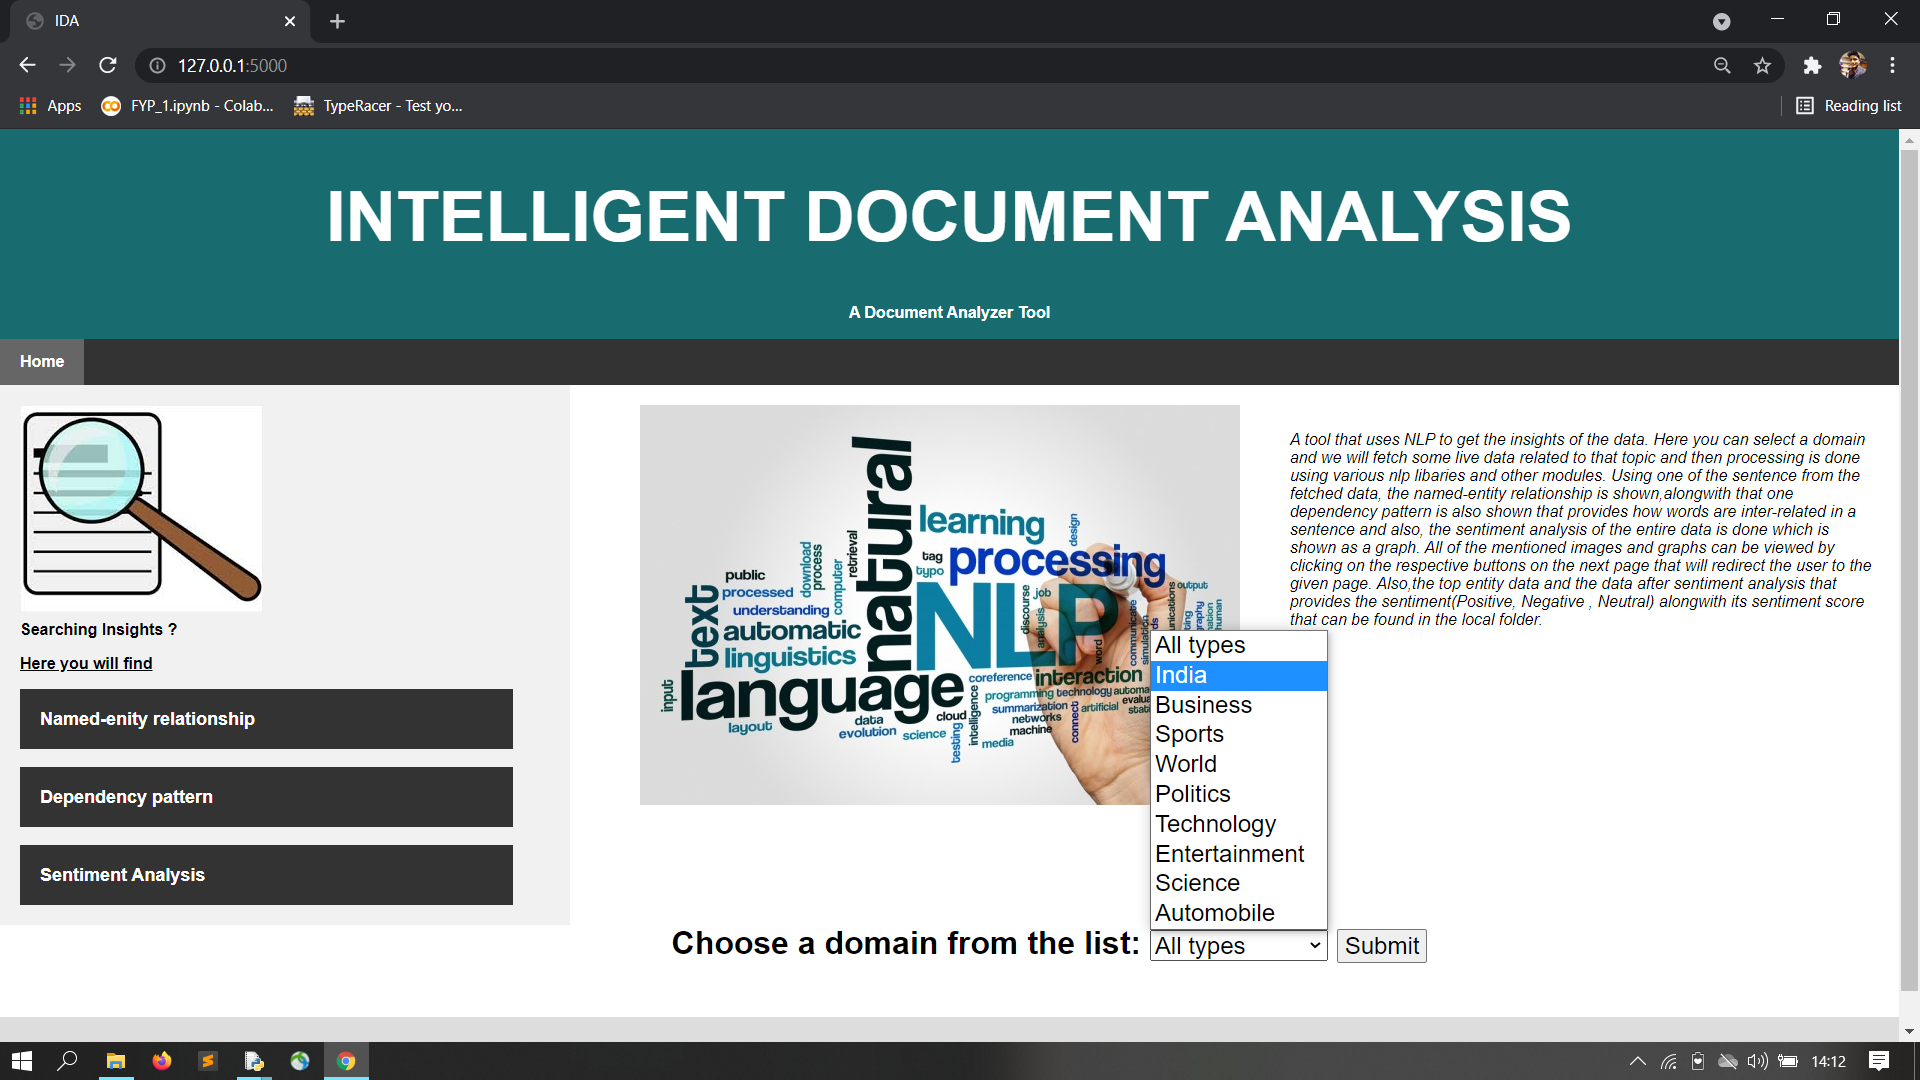 IDA
127.0.0.1:5000
Apps
FYP_1.ipynb - Colab...
TypeRacer - Test yo...
Reading list
INTELLIGENT DOCUMENT ANALYSIS
A Document Analyzer Tool
Home
Searching Insights ?
Here you will find
Named-enity relationship
Dependency pattern
Sentiment Analysis
natural
learning
design
processing
tag
typo
retrieval
download
process
computer
public
processed
understanding
text
automatic
linguistics
NLP
discourse
job
analysis
output
language
input
layout
data
evolution
science
cloud
testing
intelligence
media
coreference
interaction
programming
technology
summarization
artificial
networks
machine
connect
word
A tool that uses NLP to get the insights of the data. Here you can select a domain
and we will fetch some live data related to that topic and then processing is done
using various nlp libaries and other modules. Using one of the sentence from the
fetched data, the named-entity relationship is shown,alongwith that one
dependency pattern is also shown that provides how words are inter-related in a
sentence and also, the sentiment analysis of the entire data is done which is
shown as a graph. All of the mentioned images and graphs can be viewed by
clicking on the respective buttons on the next page that will redirect the user to the
given page. Also,the top entity data and the data after sentiment analysis that
provides the sentiment(Positive, Negative , Neutral) alongwith its sentiment score
that can be found in the local folder.
All types
India
Business
Sports
World
Politics
Technology
Entertainment
Science
Automobile
Choose a domain from the list: All types Submit
14:12